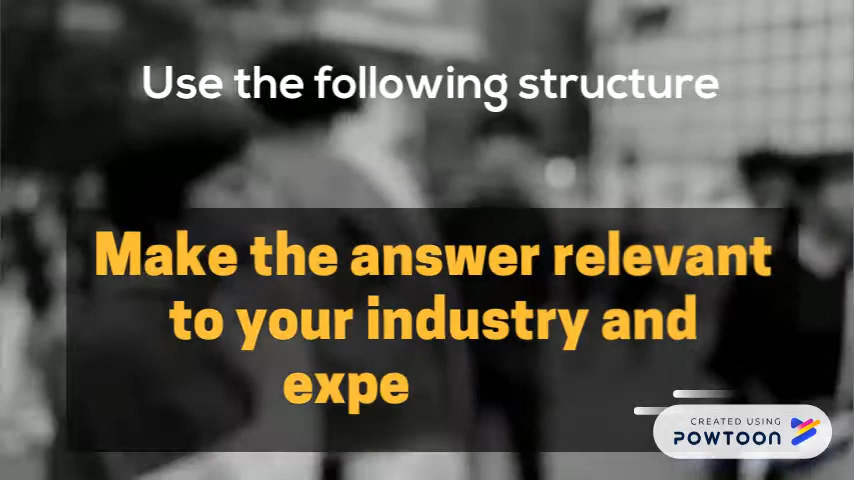 Use the following structure
Make the answer relevant
to your industry and
expe
CREATED USING
POWTOON